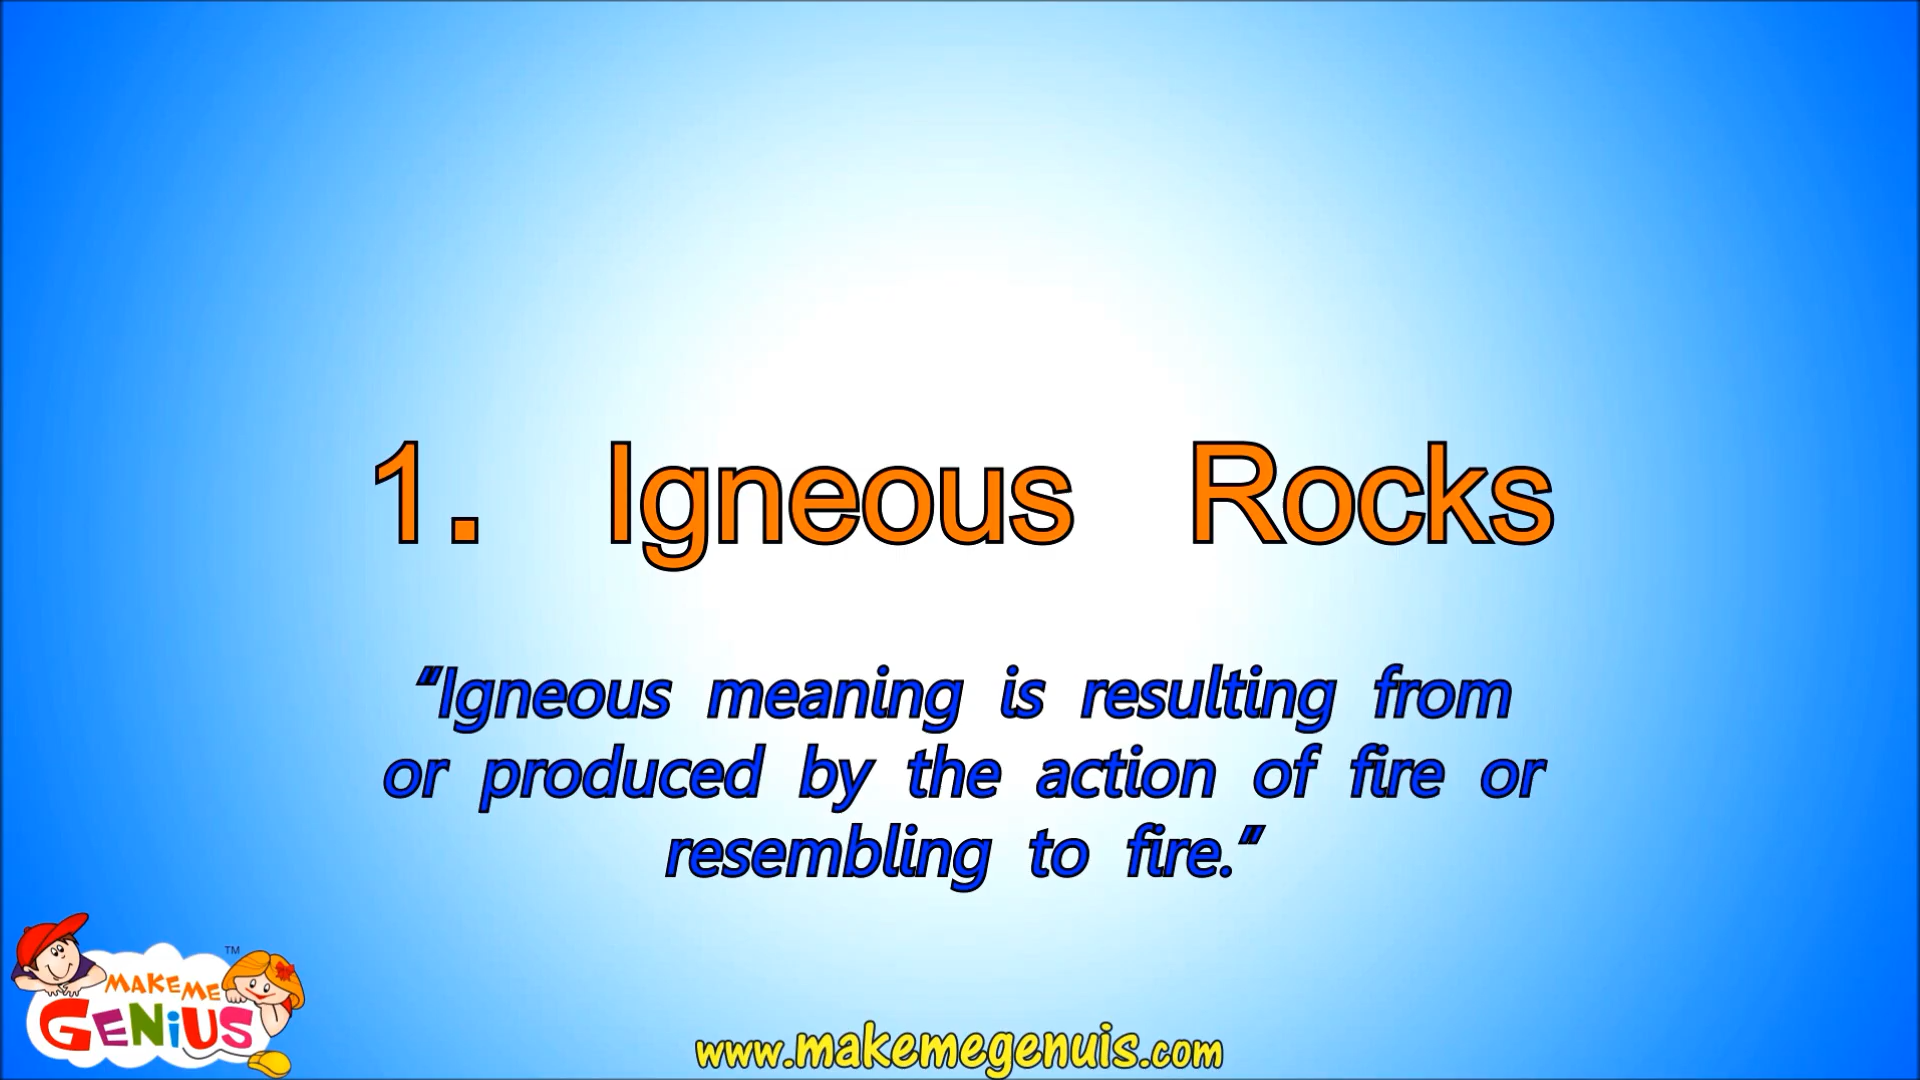 1. Igneous Rocks
“Igneous meaning is resulting from
or produced by the action of fire or
resembling to fire.”
MAKE ME
GENiUS
TM
www.makemegenuis.com